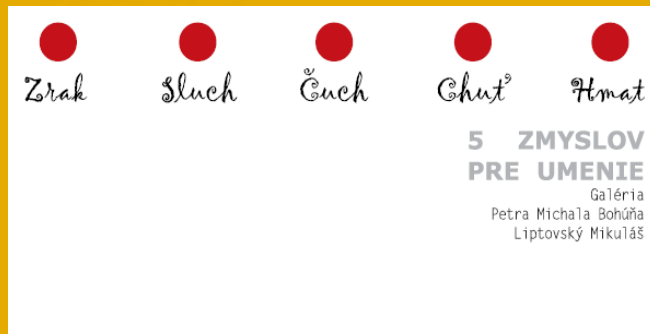 Zrak Sluch Čuch Chuť Hmat
5 ZMYSLOV
PRE UMENIE
Galéria
Petra Michala Bohúňa
Liptovský Mikuláš